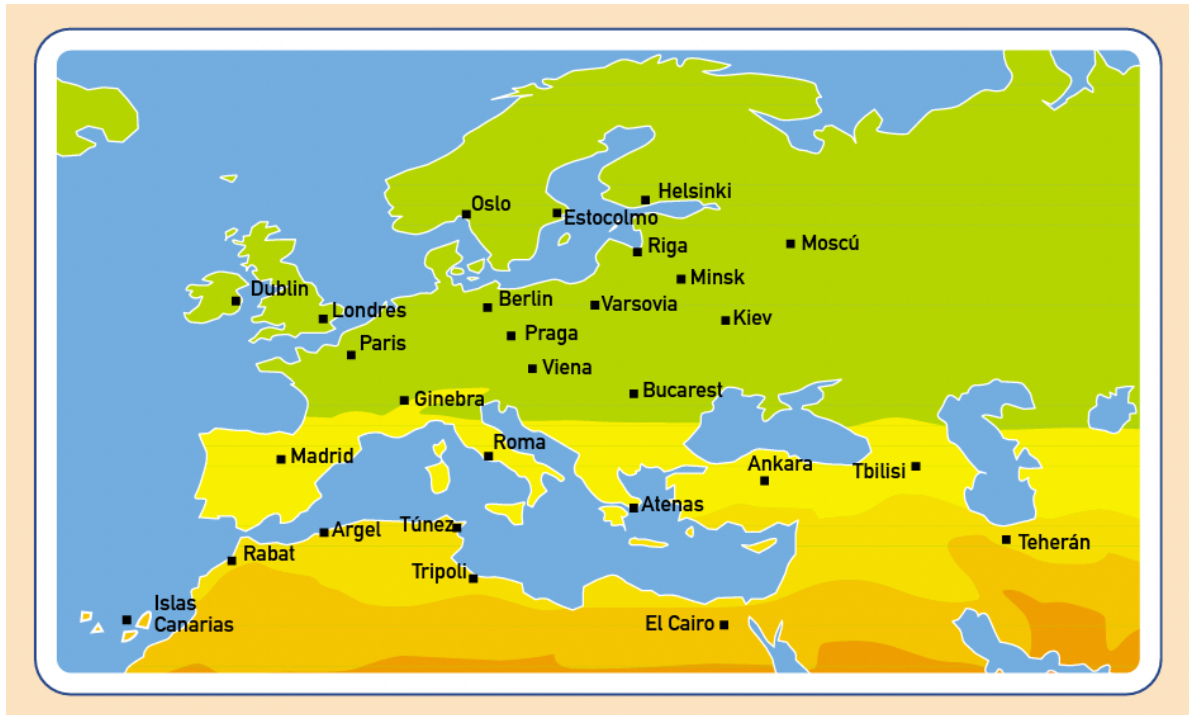 Helsinki
Oslo
Estocolmo
Riga
Moscú
Minsk
Dublin
Berlin
Varsovia
Londres
Kiev
Praga
Paris
Viena
Bucarest
Ginebra
Roma
Madrid
Ankara
Tbilisi
Atenas
Túnez
Argel
Teherán
Rabat
Tripoli
Islas
Canarias
El Cairo